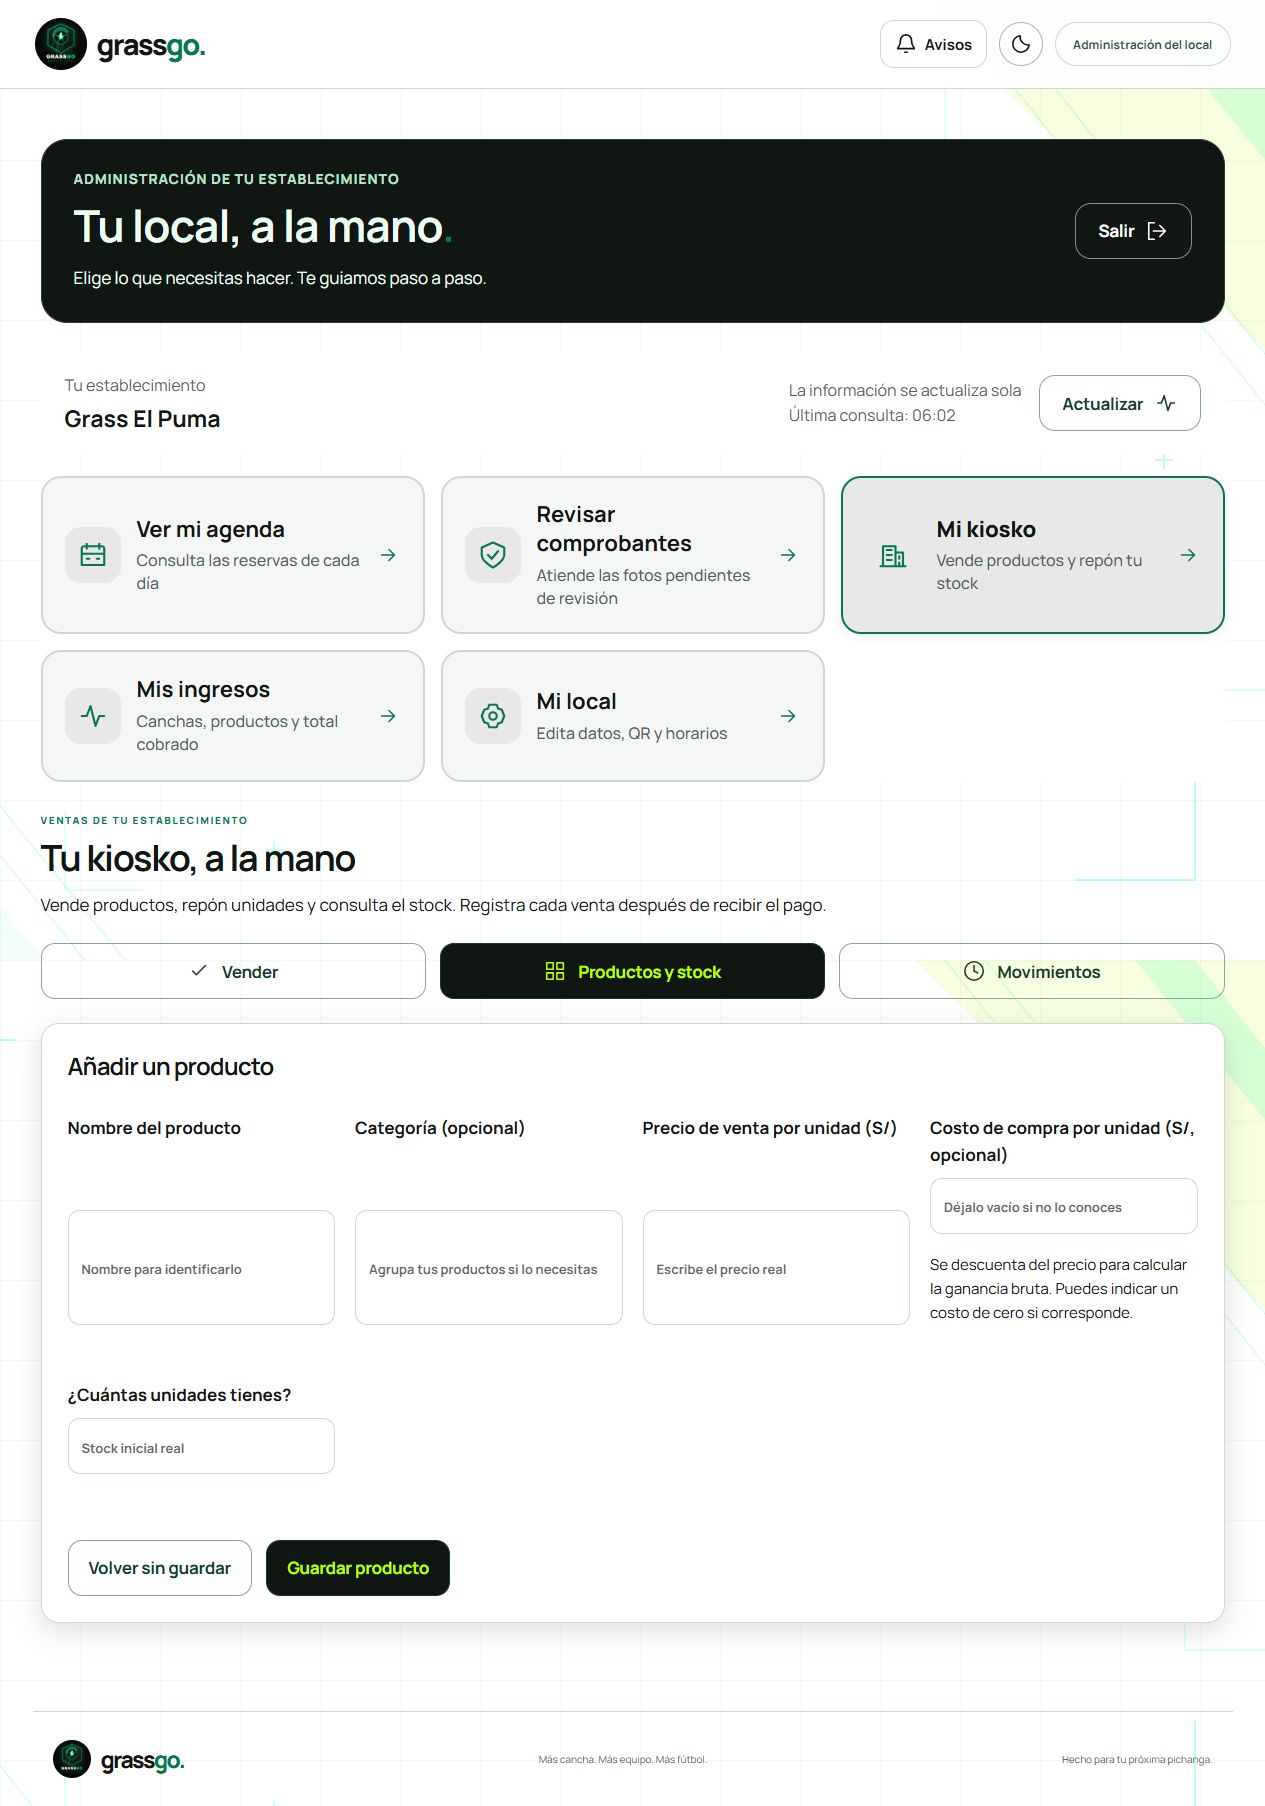 GRASSGO
grassgo.
Avisos
Administración del local
ADMINISTRACIÓN DE TU ESTABLECIMIENTO
Tu local, a la mano.
Elige lo que necesitas hacer. Te guiamos paso a paso.
Salir
Tu establecimiento
Grass El Puma
La información se actualiza sola
Última consulta: 06:02
Actualizar
Ver mi agenda
Consulta las reservas de cada
día
Revisar
comprobantes
Atiende las fotos pendientes
de revisión
Mi kiosko
Vende productos y repón tu
stock
Mis ingresos
Canchas, productos y total
cobrado
Mi local
Edita datos, QR y horarios
VENTAS DE TU ESTABLECIMIENTO
Tu kiosko, a la mano
Vende productos, repón unidades y consulta el stock. Registra cada venta después de recibir el pago.
Vender
Productos y stock
Movimientos
Añadir un producto
Nombre del producto
Nombre para identificarlo
Categoría (opcional)
Agrupa tus productos si lo necesitas
Precio de venta por unidad (S/)
Escribe el precio real
Costo de compra por unidad (S/,
opcional)
Déjalo vacío si no lo conoces
Se descuenta del precio para calcular
la ganancia bruta. Puedes indicar un
costo de cero si corresponde.
¿Cuántas unidades tienes?
Stock inicial real
Volver sin guardar
Guardar producto
GRASSGO
grassgo.
Más cancha. Más equipo. Más fútbol.
Hecho para tu próxima pichanga.